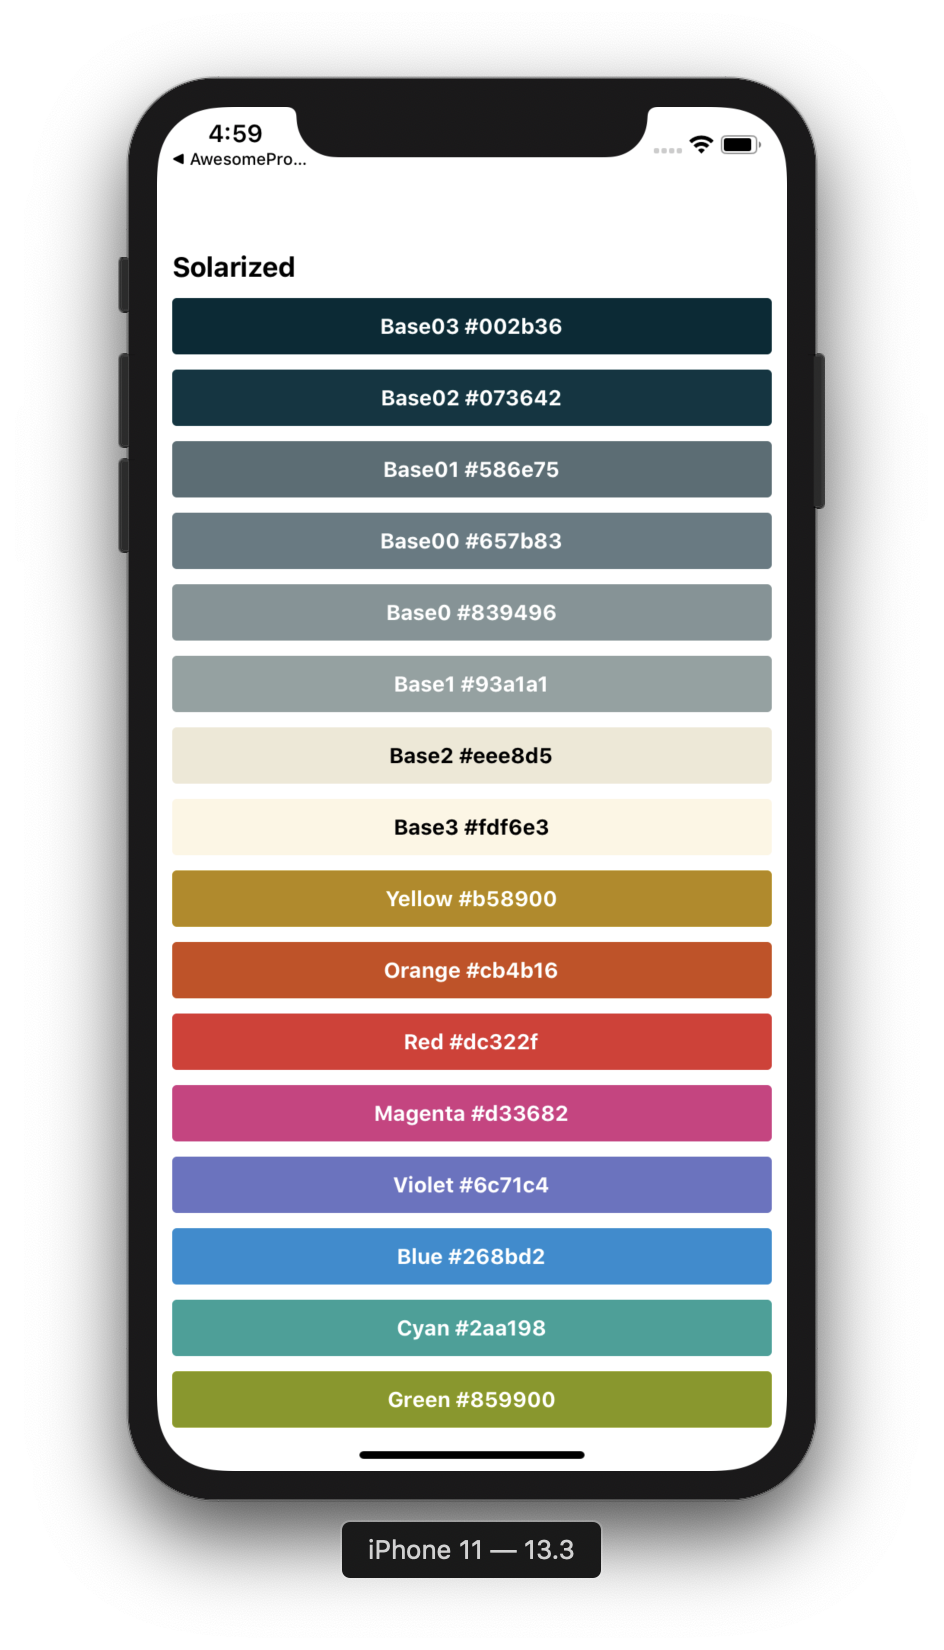 4:59
◀ AwesomePro...
Solarized
Base03 #002b36
Base02 #073642
Base01 #586e75
Base00 #657b83
Base0 #839496
Base1 #93a1a1
Base2 #eee8d5
Base3 #fdf6e3
Yellow #b58900
Orange #cb4b16
Red #dc322f
Magenta #d33682
Violet #6c71c4
Blue #268bd2
Cyan #2aa198
Green #859900
iPhone 11 — 13.3